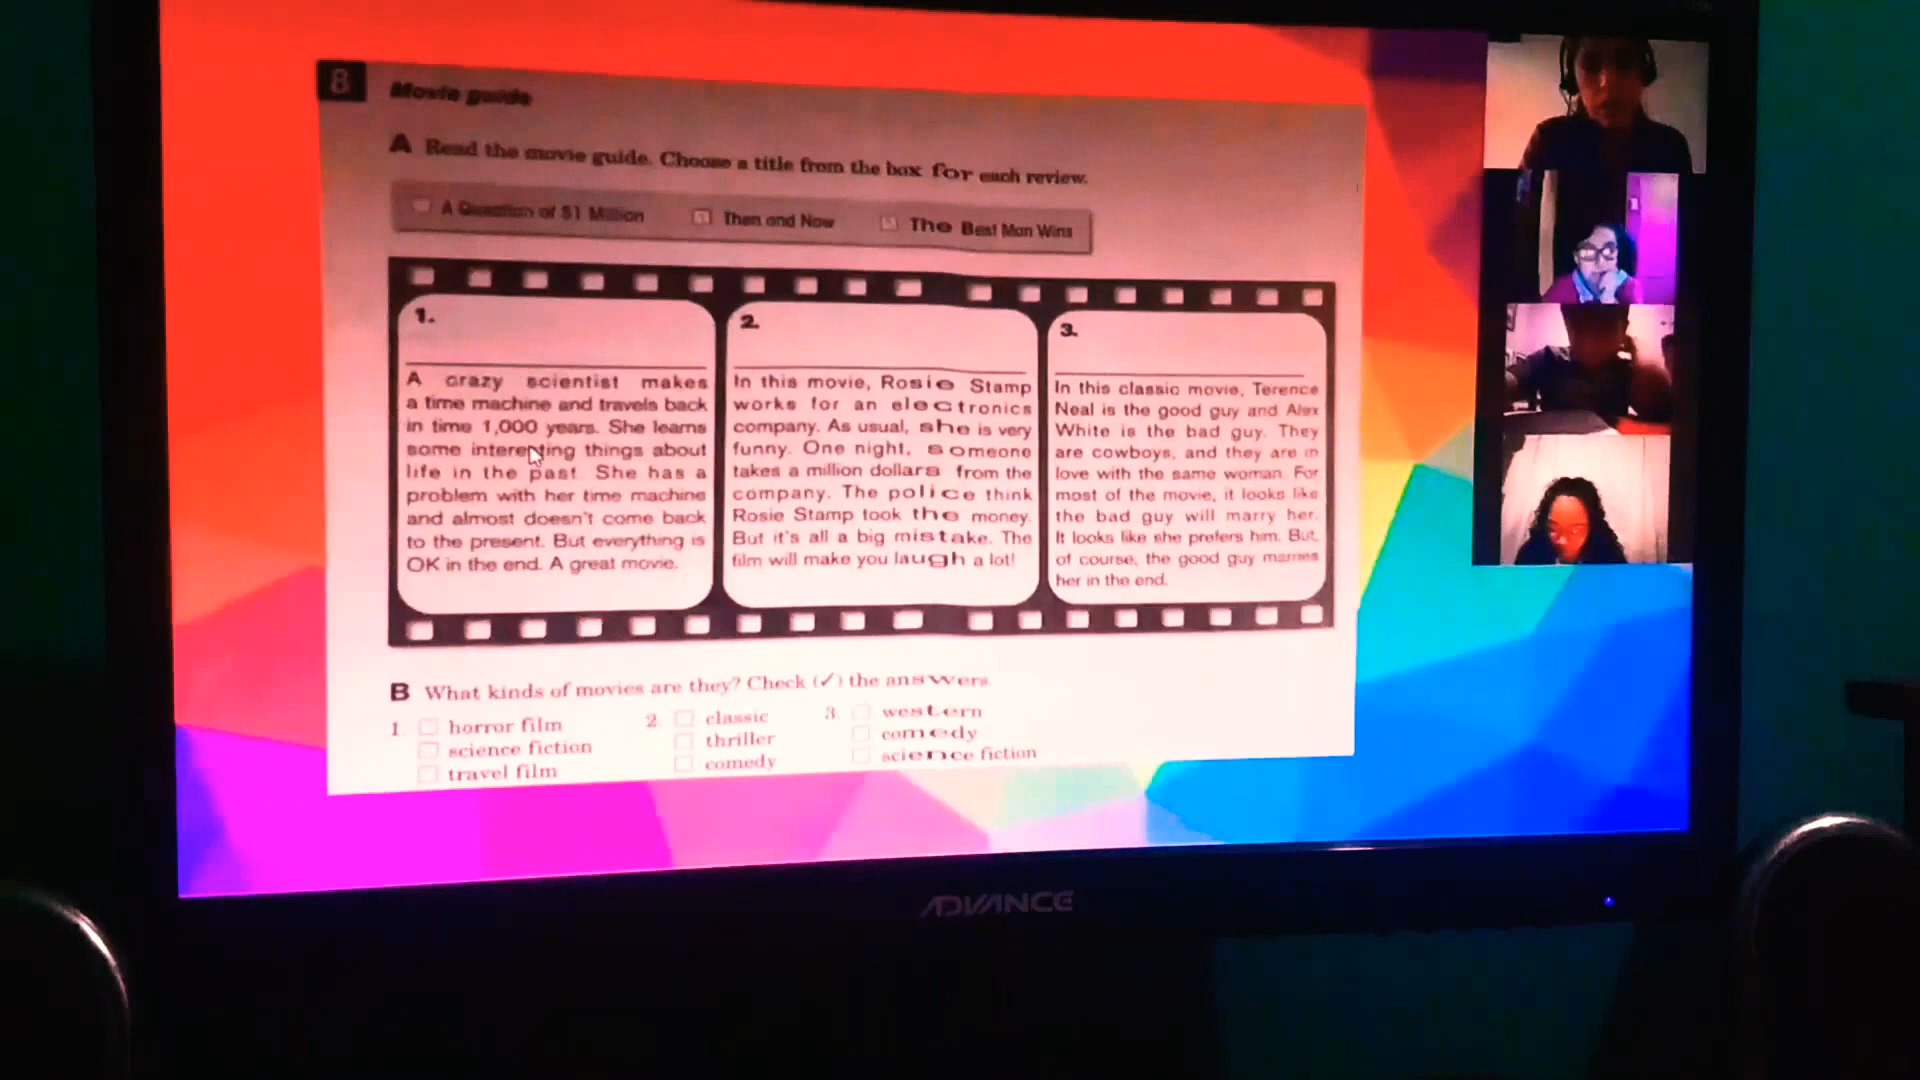 8 Movie guide
A Read the movie guide. Choose a title from the box for each review.
A Question of $1 Million Then and Now The Best Man Wins
1.
A crazy scientist makes
a time machine and travels back
in time 1,000 years. She learns
some interesting things about
life in the past. She has a
problem with her time machine
and almost doesn't come back
to the present. But everything is
OK in the end. A great movie.
2.
In this movie, Rosie Stamp
works for an electronics
company. As usual, she is very
funny. One night, someone
takes a million dollars from the
company. The police think
Rosie Stamp took the money.
But it's all a big mistake. The
film will make you laugh a lot!
3.
In this classic movie, Terence
Neal is the good guy and Alex
White is the bad guy. They
are cowboys, and they are in
love with the same woman. For
most of the movie, it looks like
the bad guy will marry her.
It looks like she prefers him. But,
of course, the good guy marries
her in the end.
B What kinds of movies are they? Check (✓) the answers.
1. horror film
science fiction
travel film
2. classic
thriller
comedy
3. western
comedy
science fiction
ADVANCE